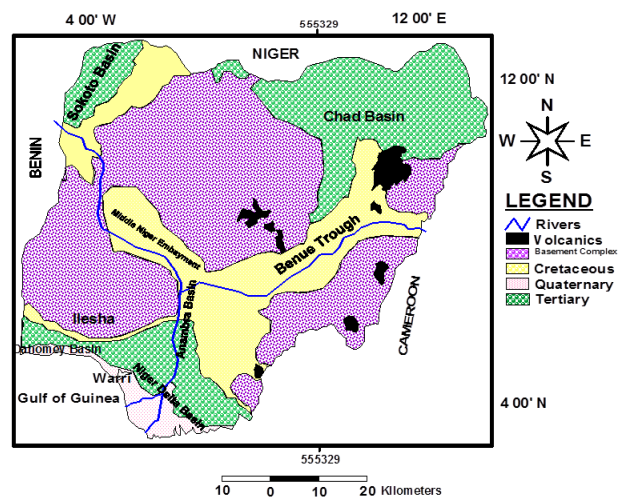 4 00' W
555329
12 00' E
NIGER
Sokoto Basin
12 00' N
Chad Basin
BENIN
N
W
E
S
LEGEND
Rivers
Volcanics
Basement Complex
Cretaceous
Quaternary
Tertiary
Middle Niger Embayment
Benue Trough
Anambra Basin
CAMEROON
Ilesha
Dahomey Basin
Warri
Niger Delta Basin
Gulf of Guinea
4 00' N
555329
10 0 10 20 Kilometers